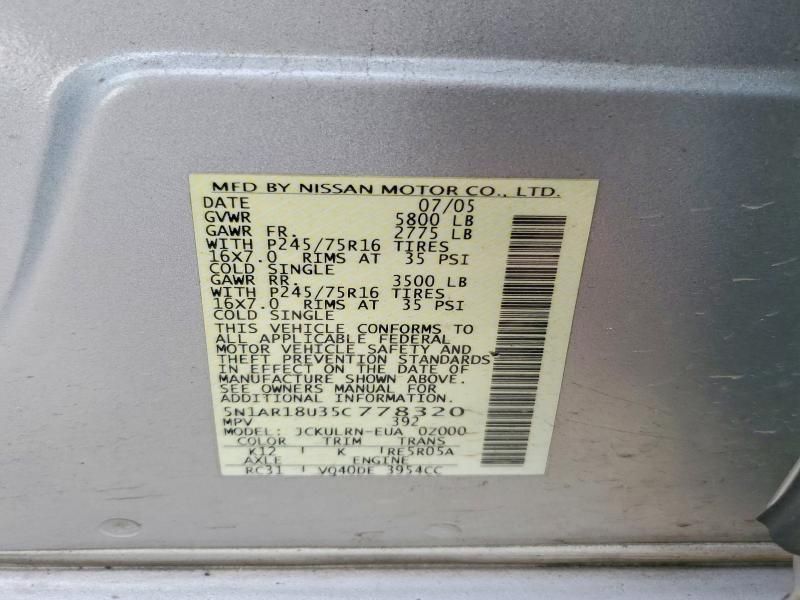 MFD BY NISSAN MOTOR CO., LTD.
DATE 07/05
GVWR 5800 LB
GAWR FR. 2775 LB
WITH P245/75R16 TIRES
16X7.0 RIMS AT 35 PSI
COLD SINGLE
GAWR RR. 3500 LB
WITH P245/75R16 TIRES
16X7.0 RIMS AT 35 PSI
COLD SINGLE
THIS VEHICLE CONFORMS TO
ALL APPLICABLE FEDERAL
MOTOR VEHICLE SAFETY AND
THEFT PREVENTION STANDARDS
IN EFFECT ON THE DATE OF
MANUFACTURE SHOWN ABOVE.
SEE OWNERS MANUAL FOR
ADDITIONAL INFORMATION.
5N1AR18U35C 778320
MPV 392
MODEL: JCKULRN-EUA 0Z000
COLOR TRIM TRANS
K12 K RE5R05A
AXLE ENGINE
RC31 VQ40DE 3954CC